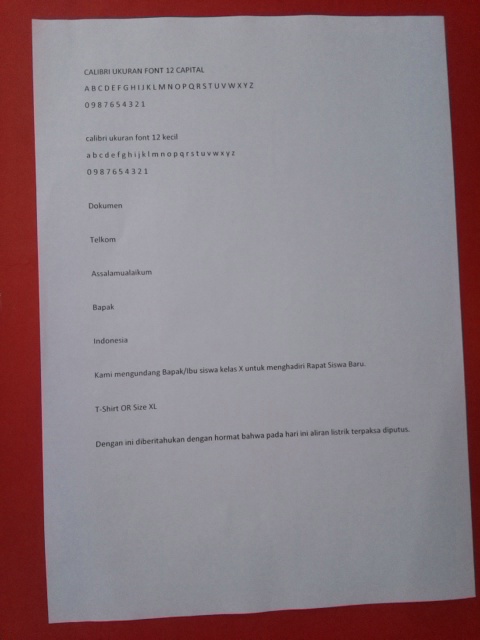 CALIBRI UKURAN FONT 12 CAPITAL
A B C D E F G H I J K L M N O P Q R S T U V W X Y Z
0 9 8 7 6 5 4 3 2 1
calibri ukuran font 12 kecil
a b c d e f g h i j k l m n o p q r s t u v w x y z
0 9 8 7 6 5 4 3 2 1
Dokumen
Telkom
Assalamualaikum
Bapak
Indonesia
Kami mengundang Bapak/Ibu siswa kelas X untuk menghadiri Rapat Siswa Baru.
T-Shirt OR Size XL
Dengan ini diberitahukan dengan hormat bahwa pada hari ini aliran listrik terpaksa diputus.